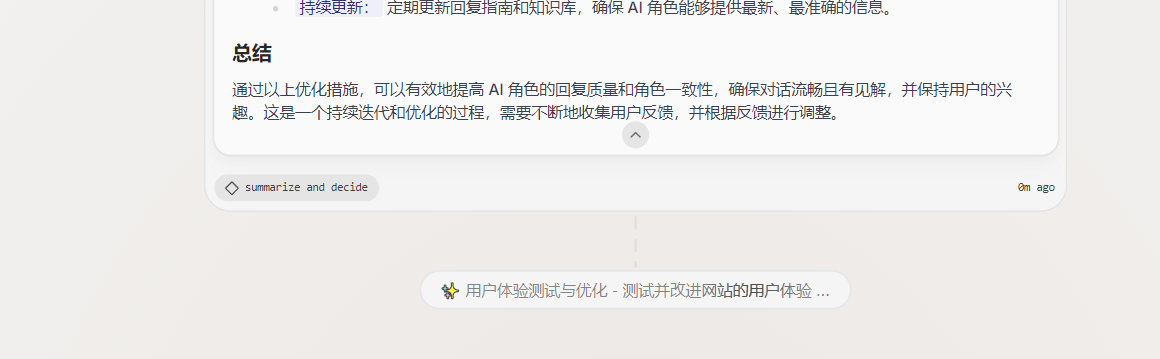 持续更新： 定期更新回复指南和知识库，确保 AI 角色能够提供最新、最准确的信息。
总结
通过以上优化措施，可以有效地提高 AI 角色的回复质量和角色一致性，确保对话流畅且有见解，并保持用户的兴
趣。这是一个持续迭代和优化的过程，需要不断地收集用户反馈，并根据反馈进行调整。
summarize and decide
0m ago
用户体验测试与优化 - 测试并改进网站的用户体验 ...